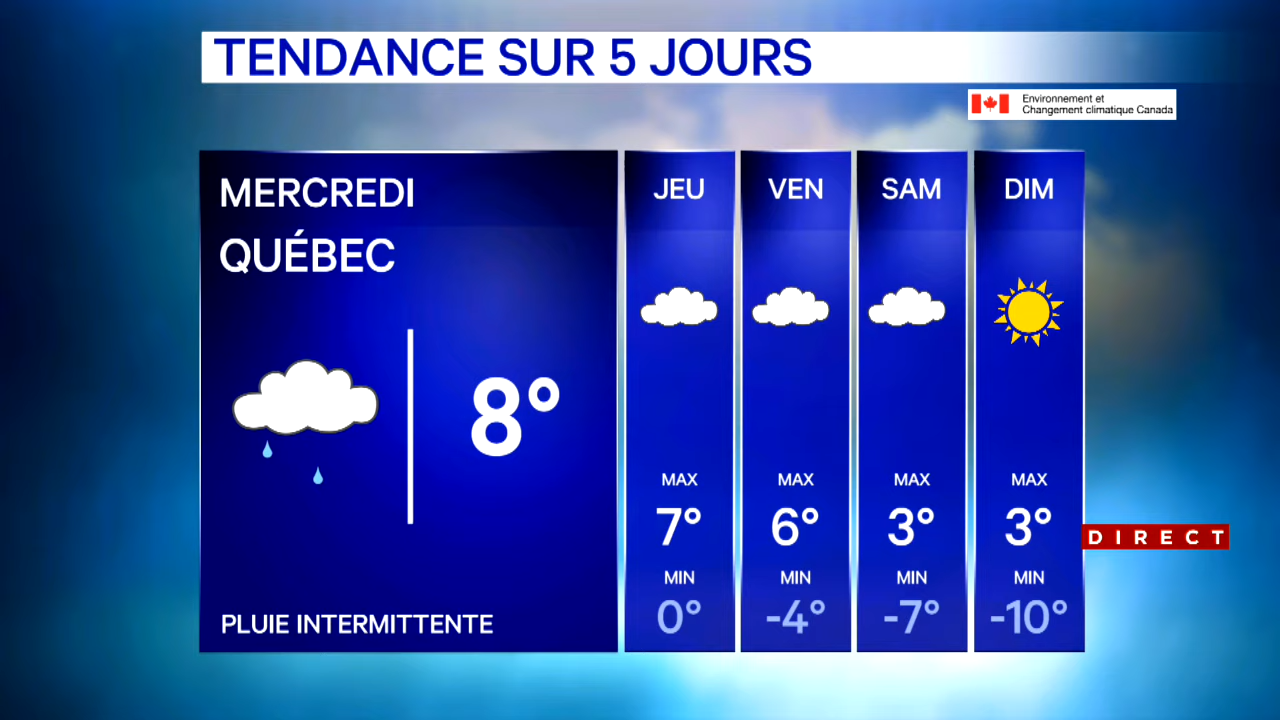 TENDANCE SUR 5 JOURS
Environnement et
Changement climatique Canada
MERCREDI
QUÉBEC
8°
PLUIE INTERMITTENTE
JEU
MAX
7°
MIN
0°
VEN
MAX
6°
MIN
-4°
SAM
MAX
3°
MIN
-7°
DIM
MAX
3°
MIN
-10°
DIRECT